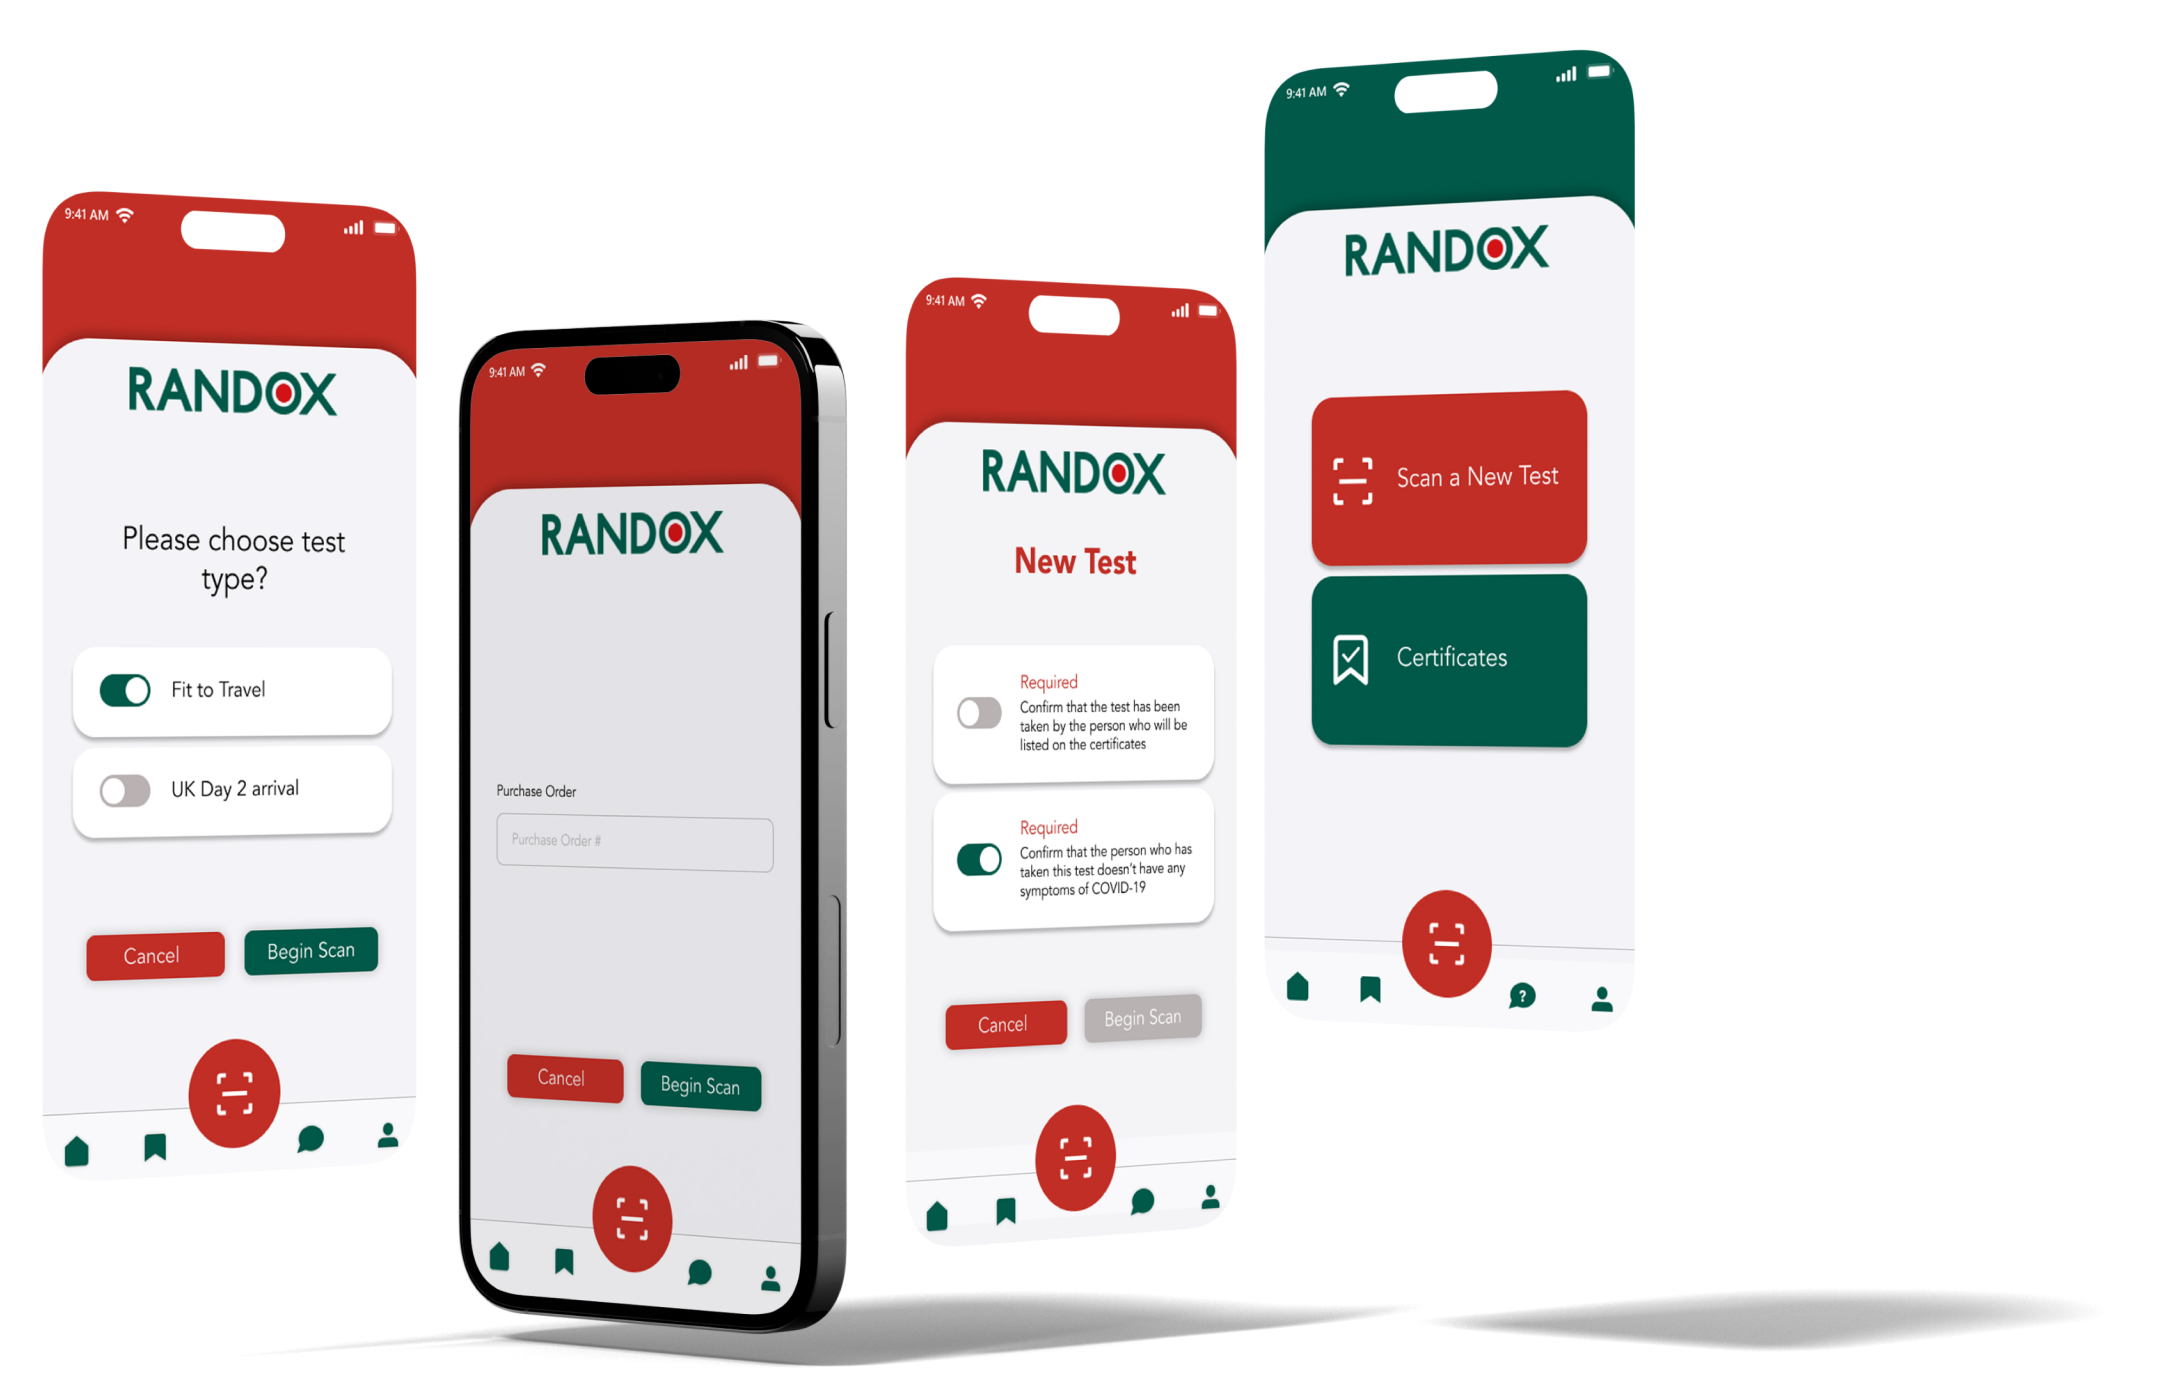 9:41 AM
RANDOX
Please choose test
type?
Fit to Travel
UK Day 2 arrival
Cancel
Begin Scan
9:41 AM
RANDOX
Purchase Order
Purchase Order #
Cancel
Begin Scan
9:41 AM
RANDOX
New Test
Required
Confirm that the test has been
taken by the person who will be
listed on the certificates
Required
Confirm that the person who has
taken this test doesn't have any
symptoms of COVID-19
Cancel
Begin Scan
9:41 AM
RANDOX
Scan a New Test
Certificates
?